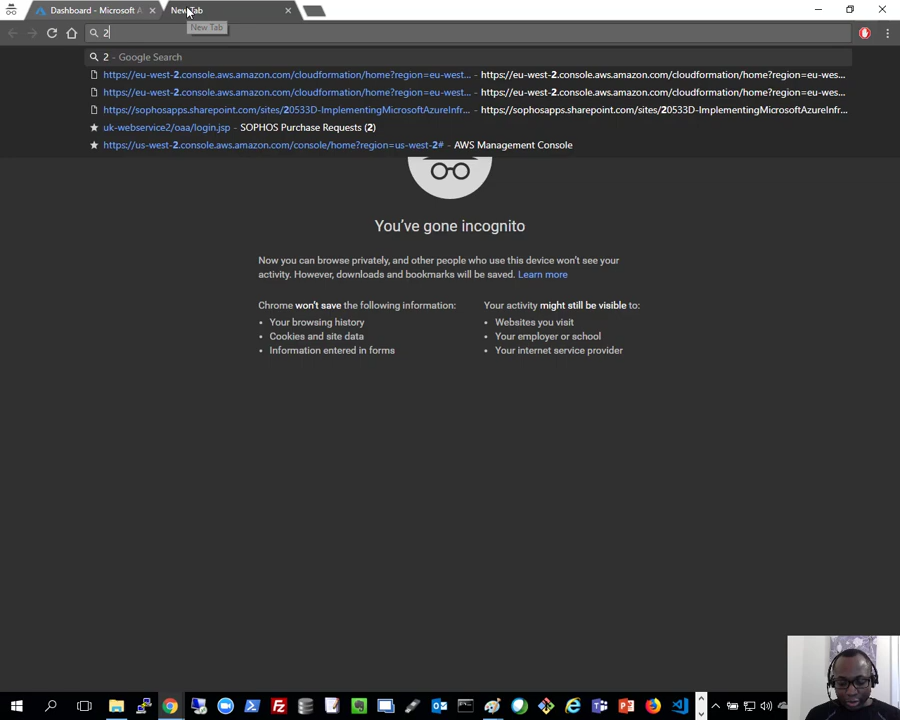 Dashboard - Microsoft A
New Tab
New Tab
2
2 - Google Search
https://eu-west-2.console.aws.amazon.com/cloudformation/home?region=eu-west... - https://eu-west-2.console.aws.amazon.com/cloudformation/home?region=eu-wes...
https://eu-west-2.console.aws.amazon.com/cloudformation/home?region=eu-west... - https://eu-west-2.console.aws.amazon.com/cloudformation/home?region=eu-wes...
https://sophosapps.sharepoint.com/sites/20533D-ImplementingMicrosoftAzureInfr... - https://sophosapps.sharepoint.com/sites/20533D-ImplementingMicrosoftAzureInfr...
uk-webservice2/oaa/login.jsp - SOPHOS Purchase Requests (2)
https://us-west-2.console.aws.amazon.com/console/home?region=us-west-2# - AWS Management Console
You've gone incognito
Now you can browse privately, and other people who use this device won't see your
activity. However, downloads and bookmarks will be saved. Learn more
Chrome won't save the following information:
• Your browsing history
• Cookies and site data
• Information entered in forms
Your activity might still be visible to:
• Websites you visit
• Your employer or school
• Your internet service provider